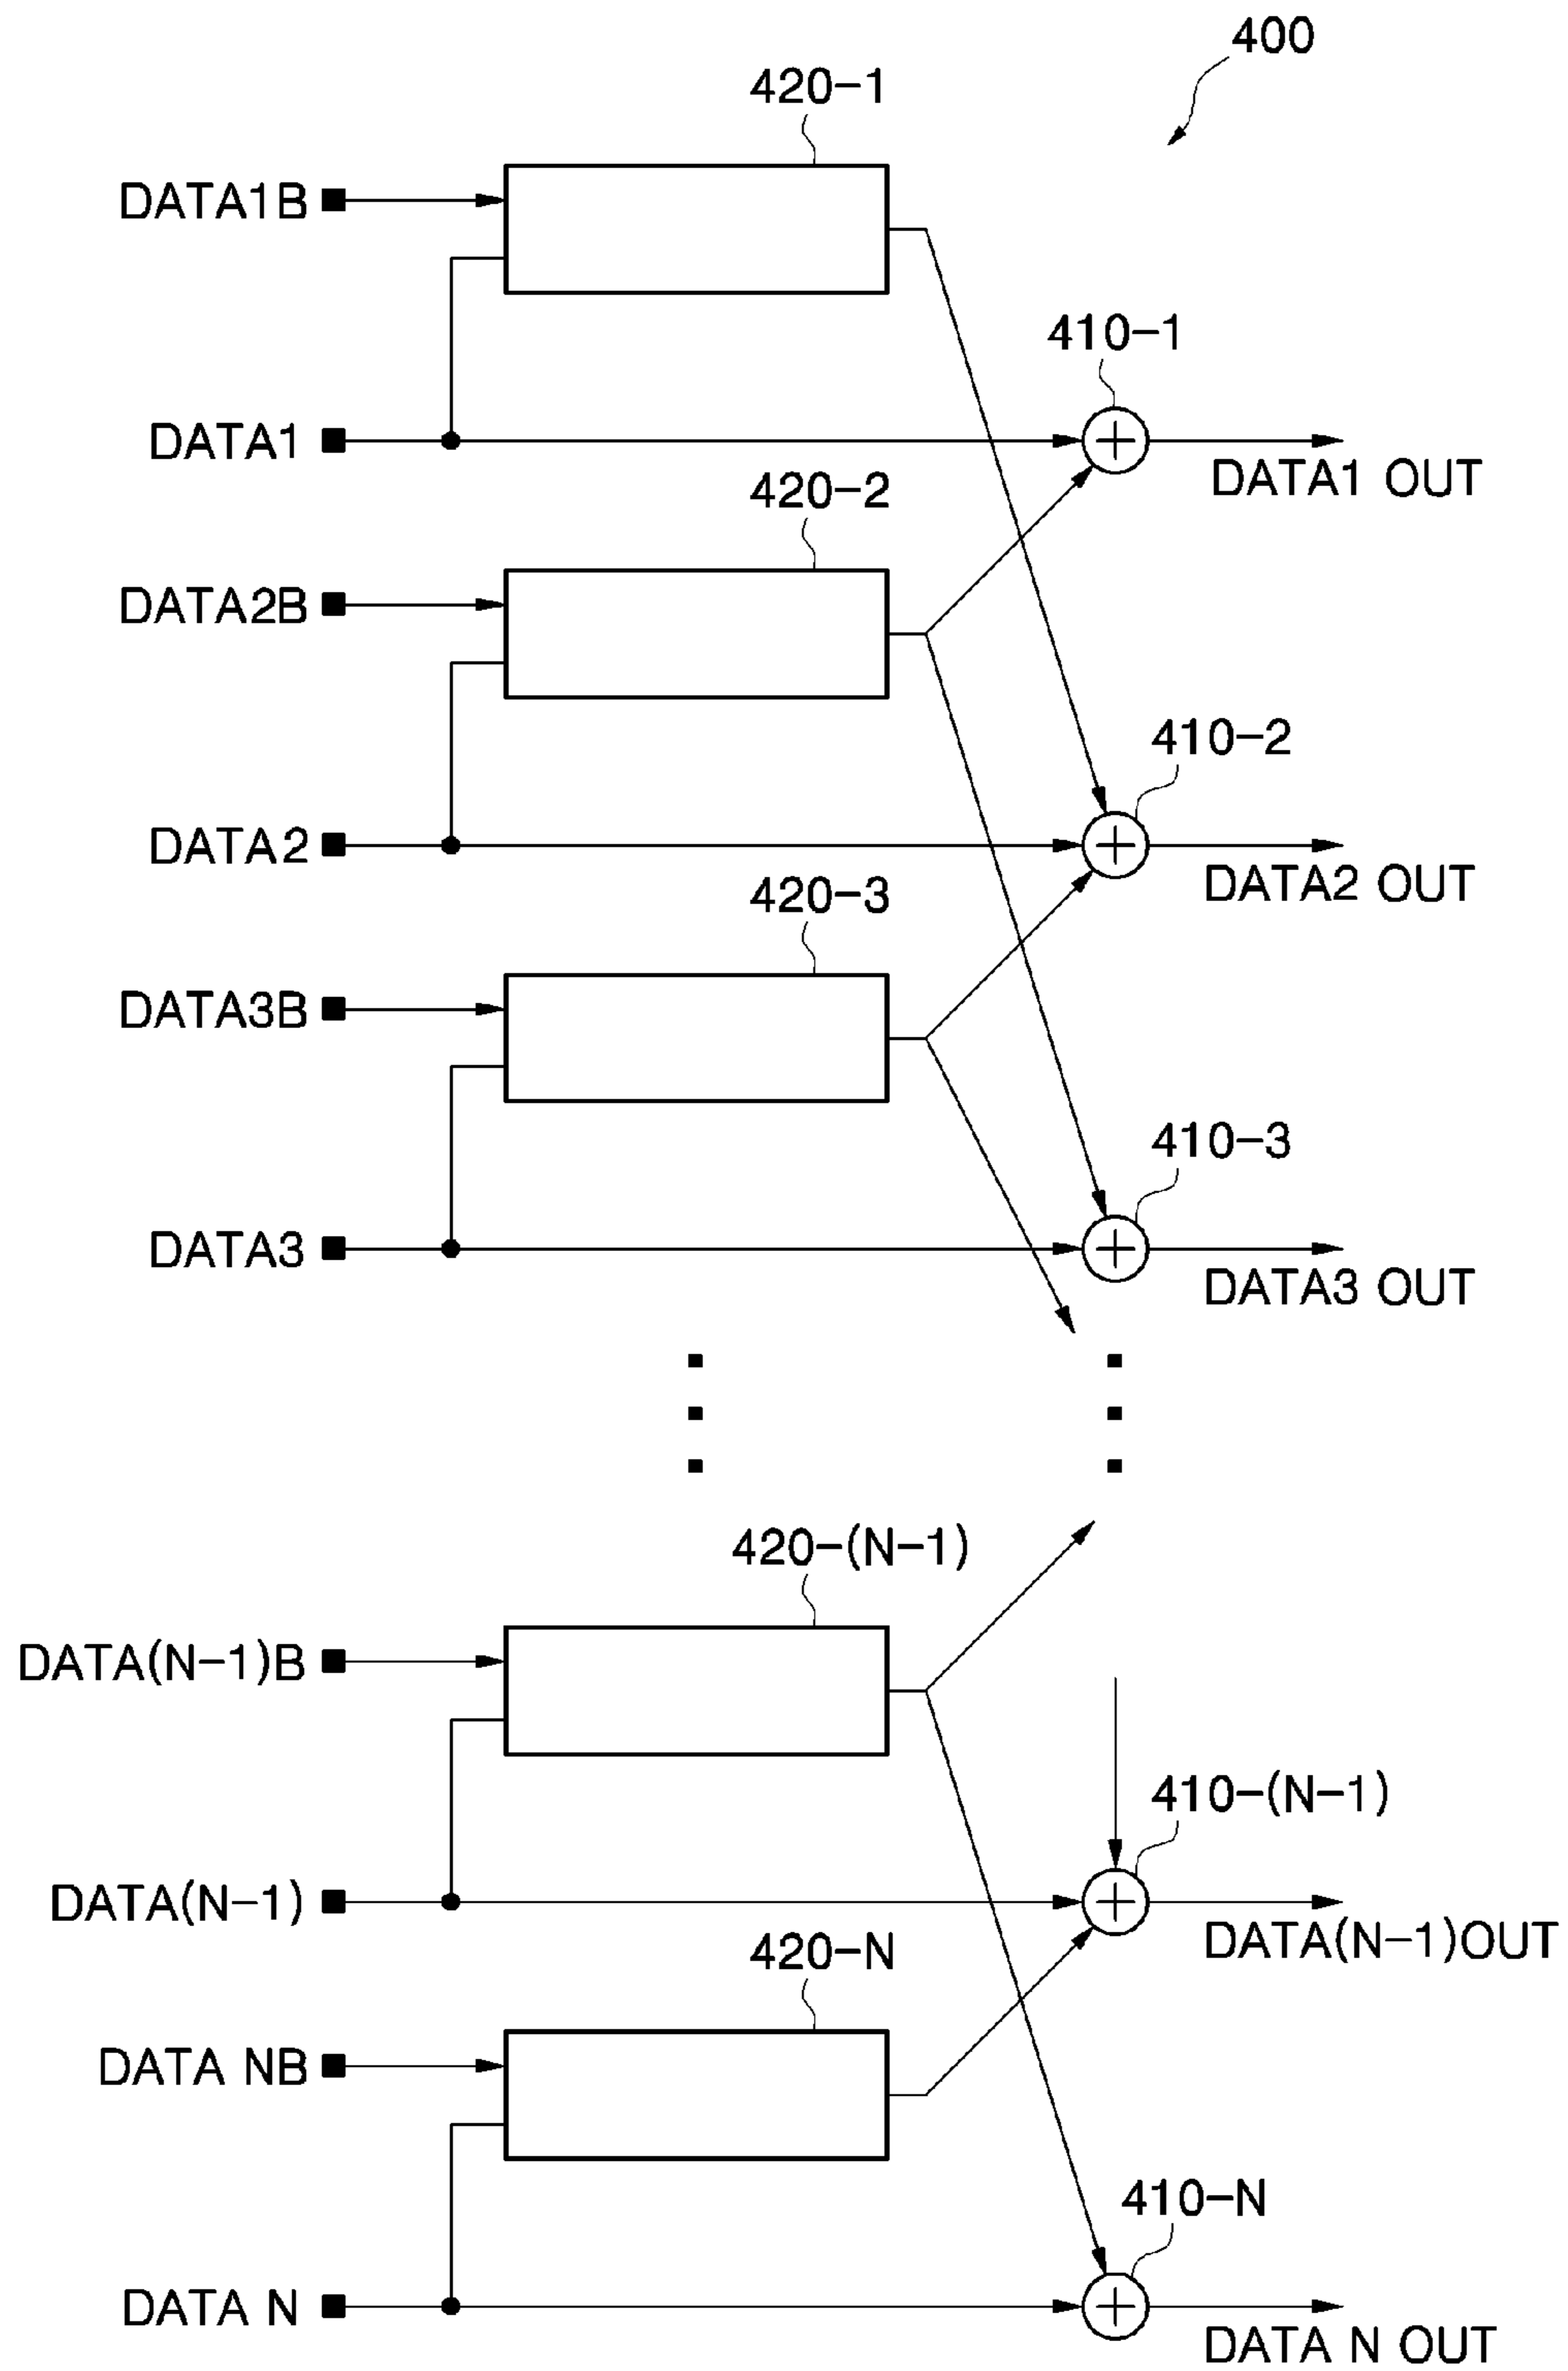 400
420-1
DATA1B
410-1
DATA1
DATA1 OUT
420-2
DATA2B
410-2
DATA2
DATA2 OUT
420-3
DATA3B
410-3
DATA3
DATA3 OUT
420-(N-1)
DATA(N-1)B
410-(N-1)
DATA(N-1)
DATA(N-1)OUT
420-N
DATA NB
410-N
DATA N
DATA N OUT